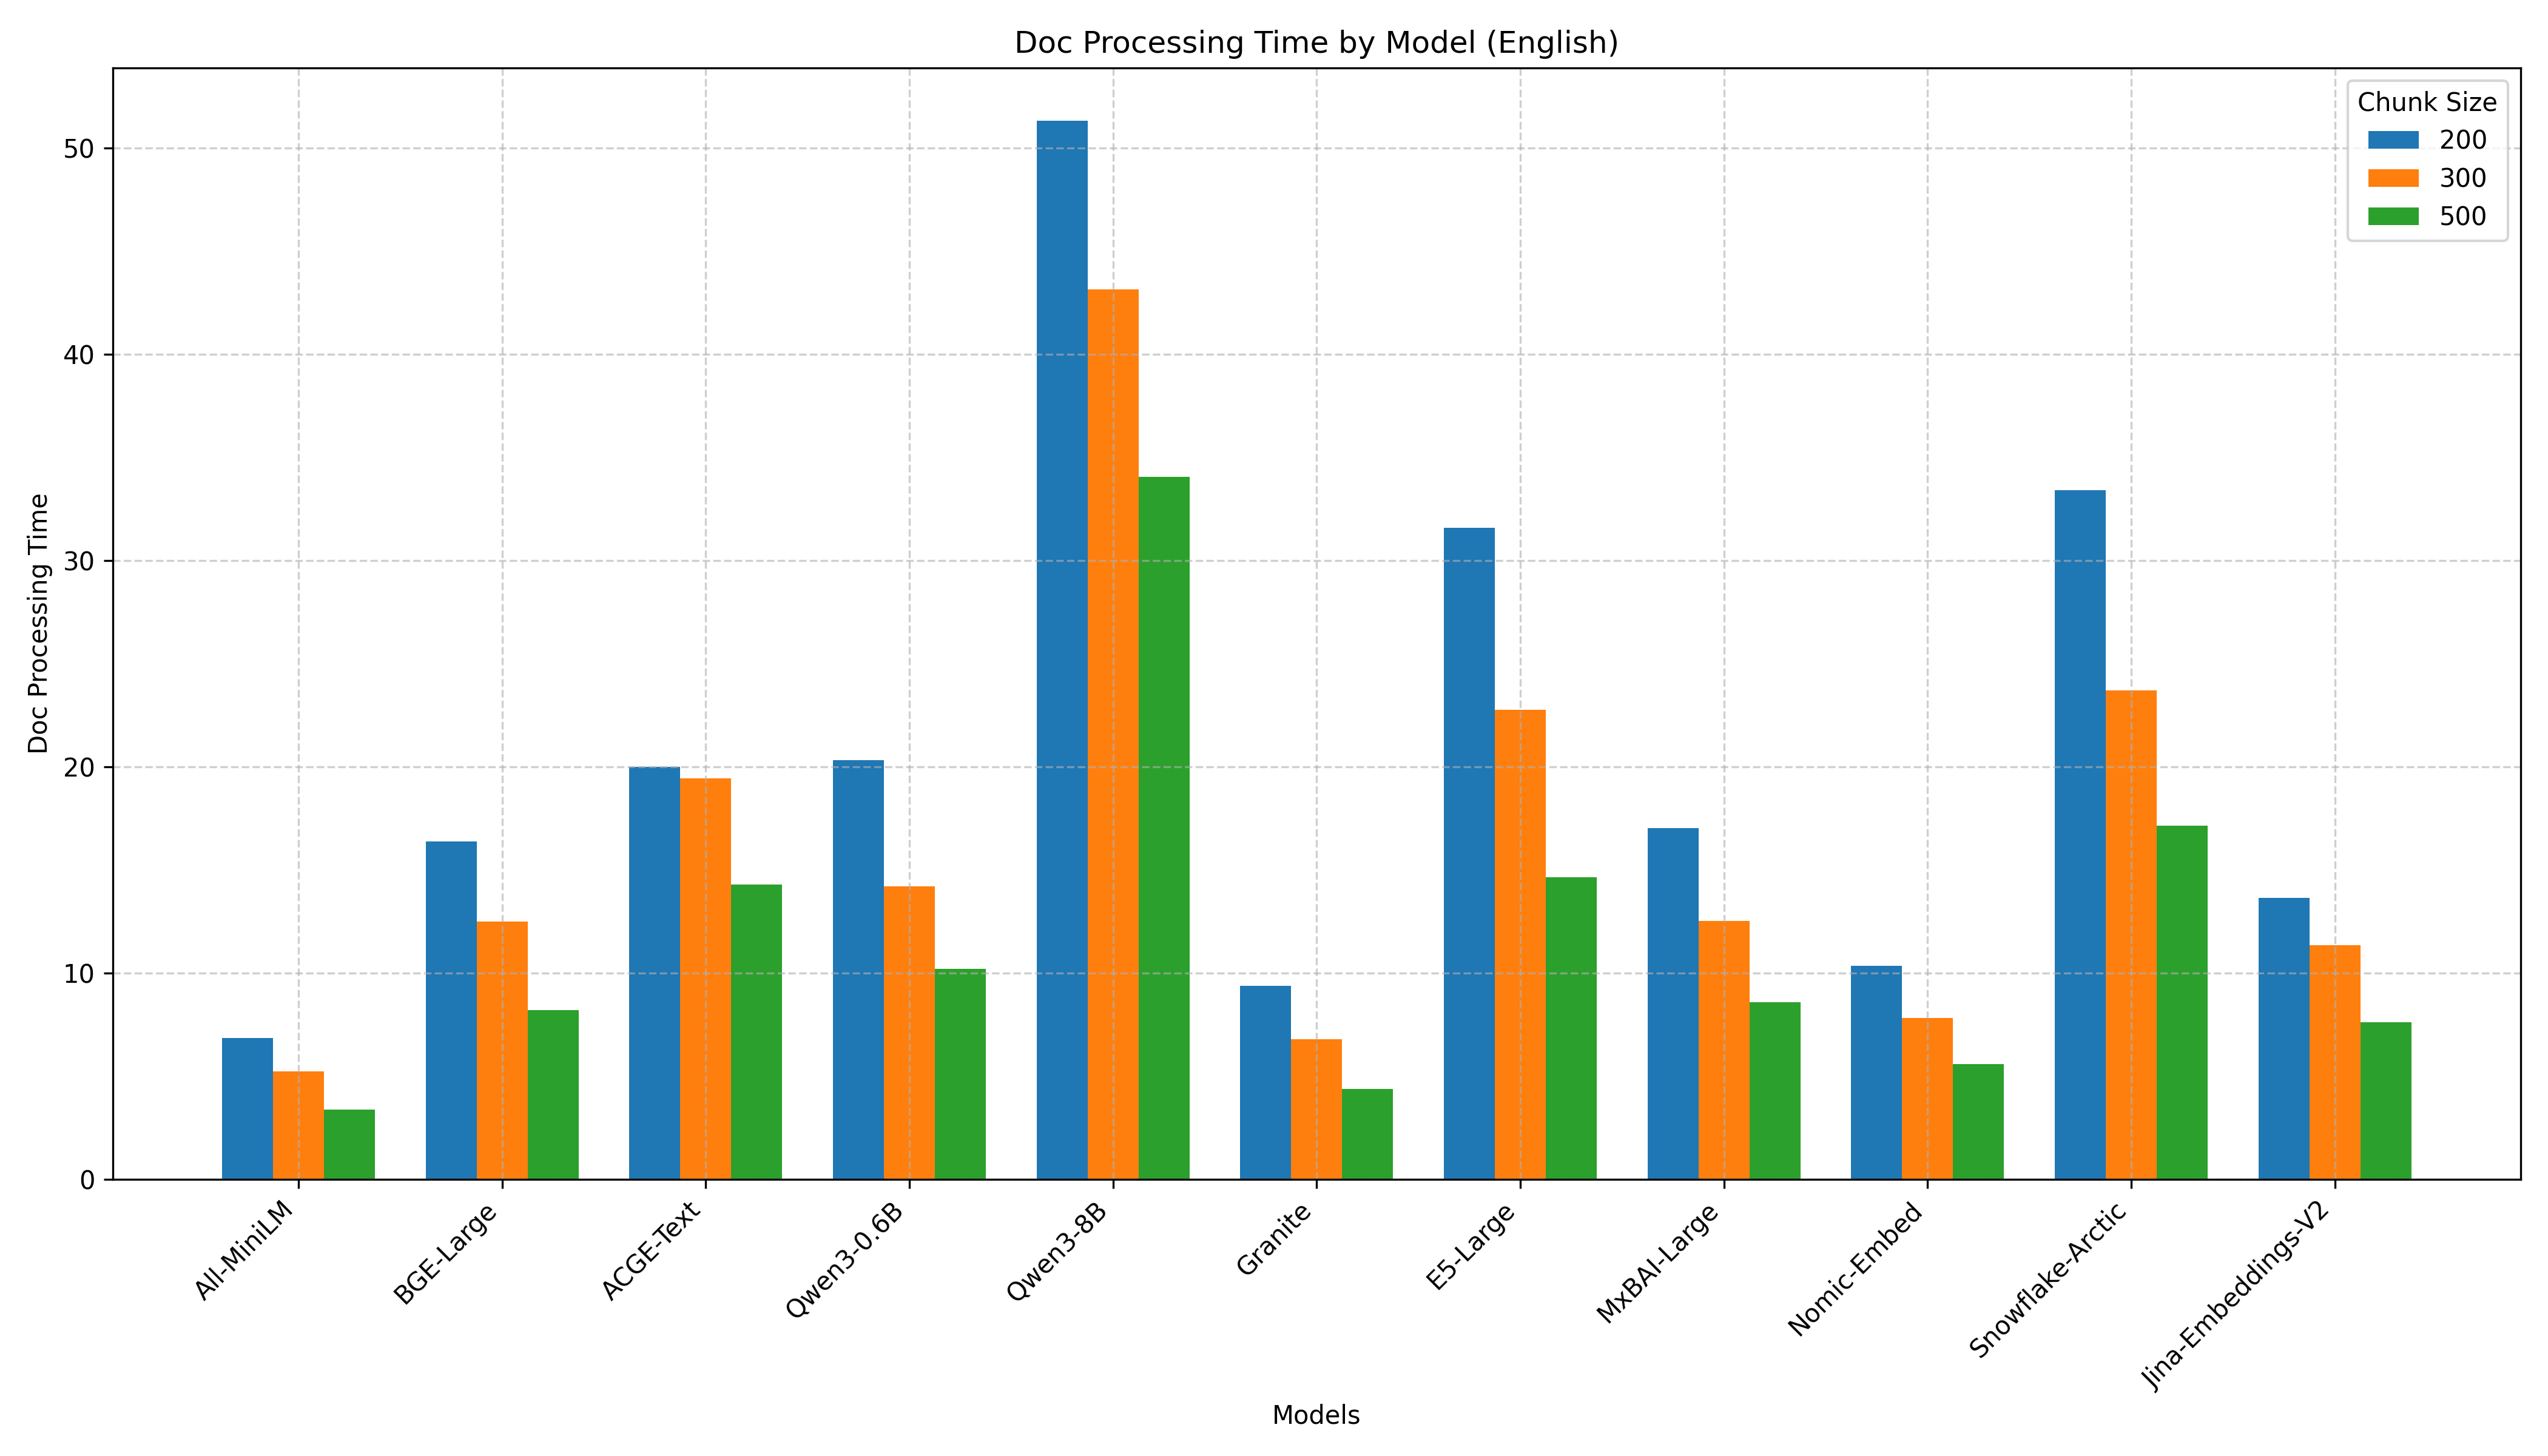 Doc Processing Time by Model (English)
Chunk Size
200
300
500
Doc Processing Time
50
40
30
20
10
0
All-MiniLM
BGE-Large
ACGE-Text
Qwen3-0.6B
Qwen3-8B
Granite
E5-Large
MxBAI-Large
Nomic-Embed
Snowflake-Arctic
Jina-Embeddings-V2
Models